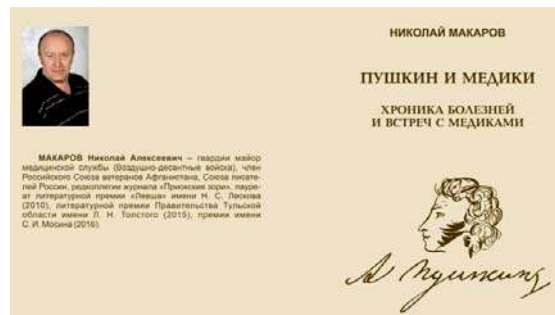 МАКАРОВ Николай Алексеевич – гвардии майор
медицинской службы (Воздушно-десантные войска), член
Российского Союза ветеранов Афганистана, Союза писате-
лей России, редколлегии журнала «Приокские зори», лауре-
ат литературной премии «Левша» имени Н. С. Лескова
(2010), литературной премии Правительства Тульской
области имени Л. Н. Толстого (2015), премии имени
С. И. Мосина (2016).
НИКОЛАЙ МАКАРОВ
ПУШКИН И МЕДИКИ
ХРОНИКА БОЛЕЗНЕЙ
И ВСТРЕЧ С МЕДИКАМИ
А Пушкинъ